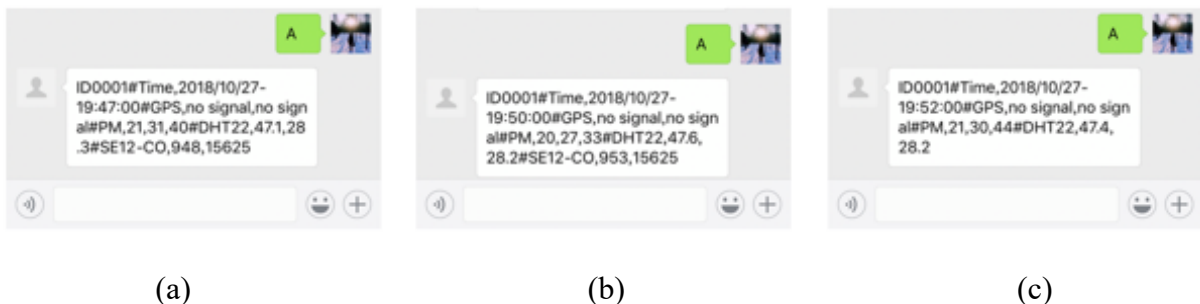 A
ID0001#Time,2018/10/27-
19:47:00#GPS,no signal,no sign
al#PM,21,31,40#DHT22,47.1,28
.3#SE12-CO,948,15625
(a)
A
ID0001#Time,2018/10/27-
19:50:00#GPS,no signal,no sign
al#PM,20,27,33#DHT22,47.6,
28.2#SE12-CO,953,15625
(b)
A
ID0001#Time,2018/10/27-
19:52:00#GPS,no signal,no sign
al#PM,21,30,44#DHT22,47.4,
28.2
(c)